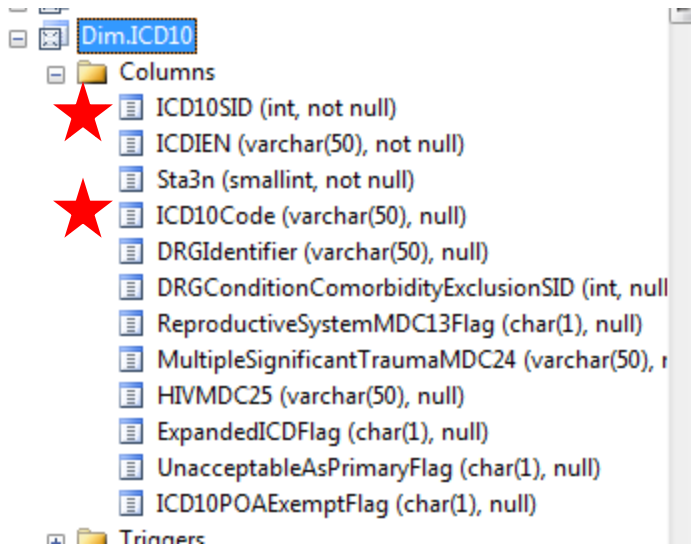 Dim.ICD10
Columns
ICD10SID (int, not null)
ICDIEN (varchar(50), not null)
Sta3n (smallint, not null)
ICD10Code (varchar(50), null)
DRGIdentifier (varchar(50), null)
DRGConditionComorbidityExclusionSID (int, null
ReproductiveSystemMDC13Flag (char(1), null)
MultipleSignificantTraumaMDC24 (varchar(50),
HIVMDC25 (varchar(50), null)
ExpandedICDFlag (char(1), null)
UnacceptableAsPrimaryFlag (char(1), null)
ICD10POAExemptFlag (char(1), null)
Triggers